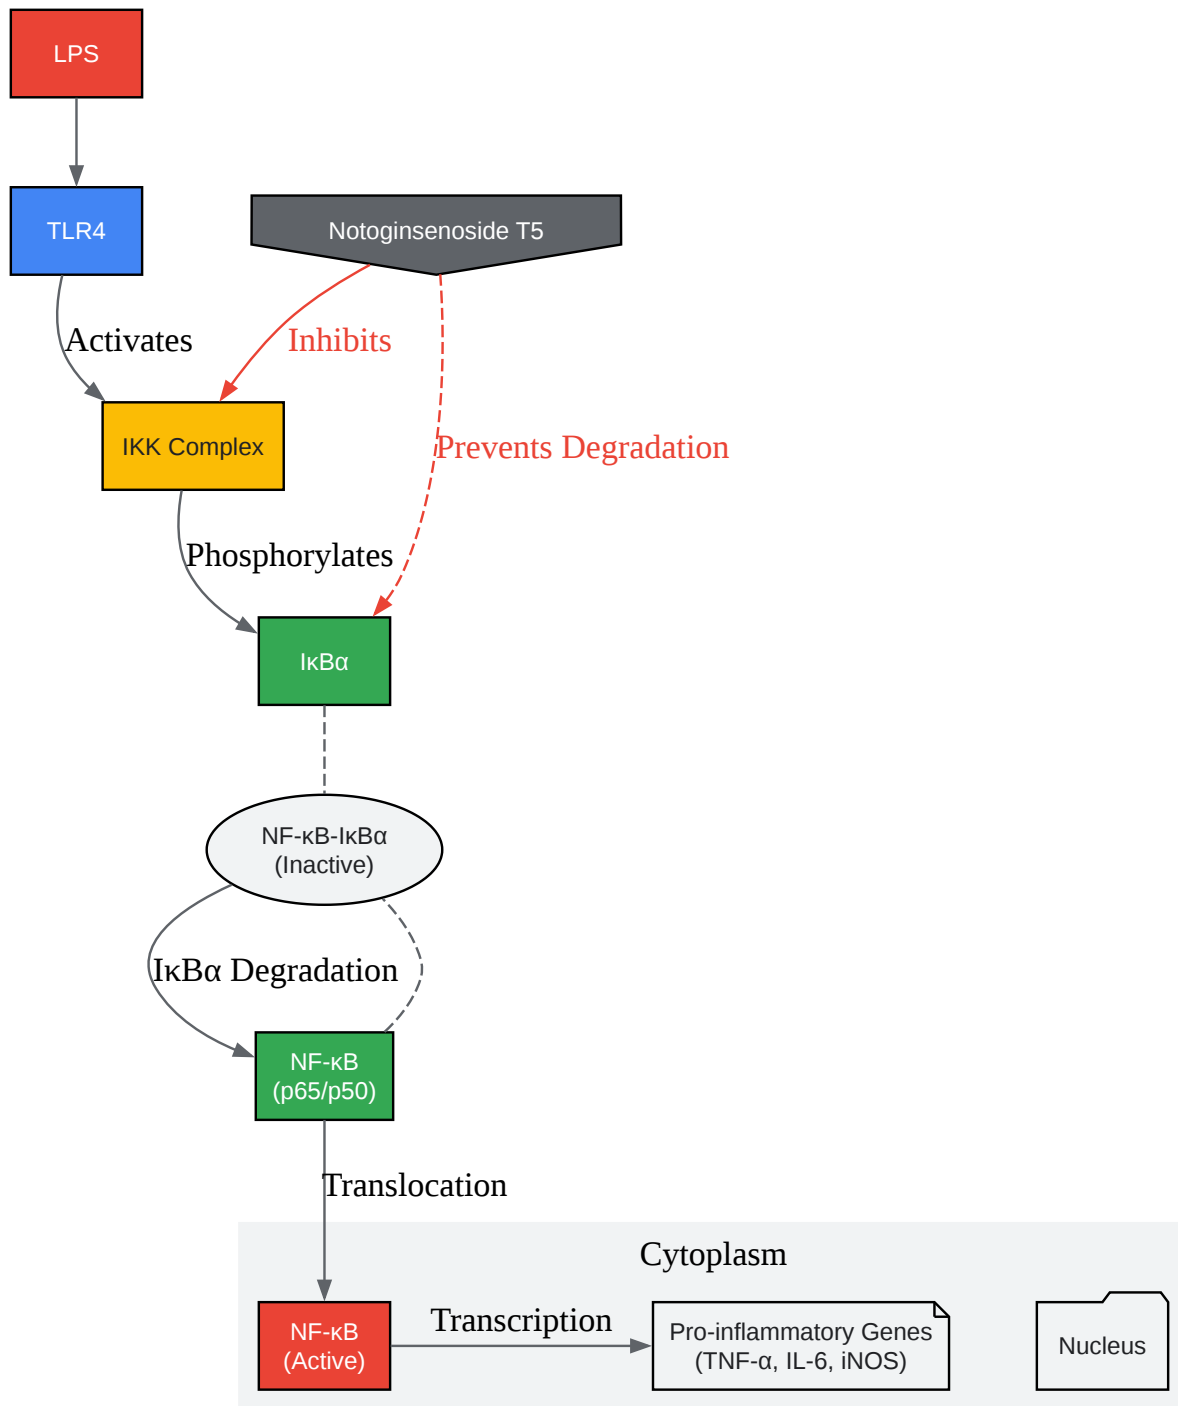 LPS
TLR4
Notoginsenoside T5
Activates
Inhibits
IKK Complex
Prevents Degradation
Phosphorylates
IκBα
NF-κB-IκBα
(Inactive)
IκBα Degradation
NF-κB
(p65/p50)
Translocation
Cytoplasm
NF-κB
(Active)
Transcription
Pro-inflammatory Genes
(TNF-α, IL-6, iNOS)
Nucleus